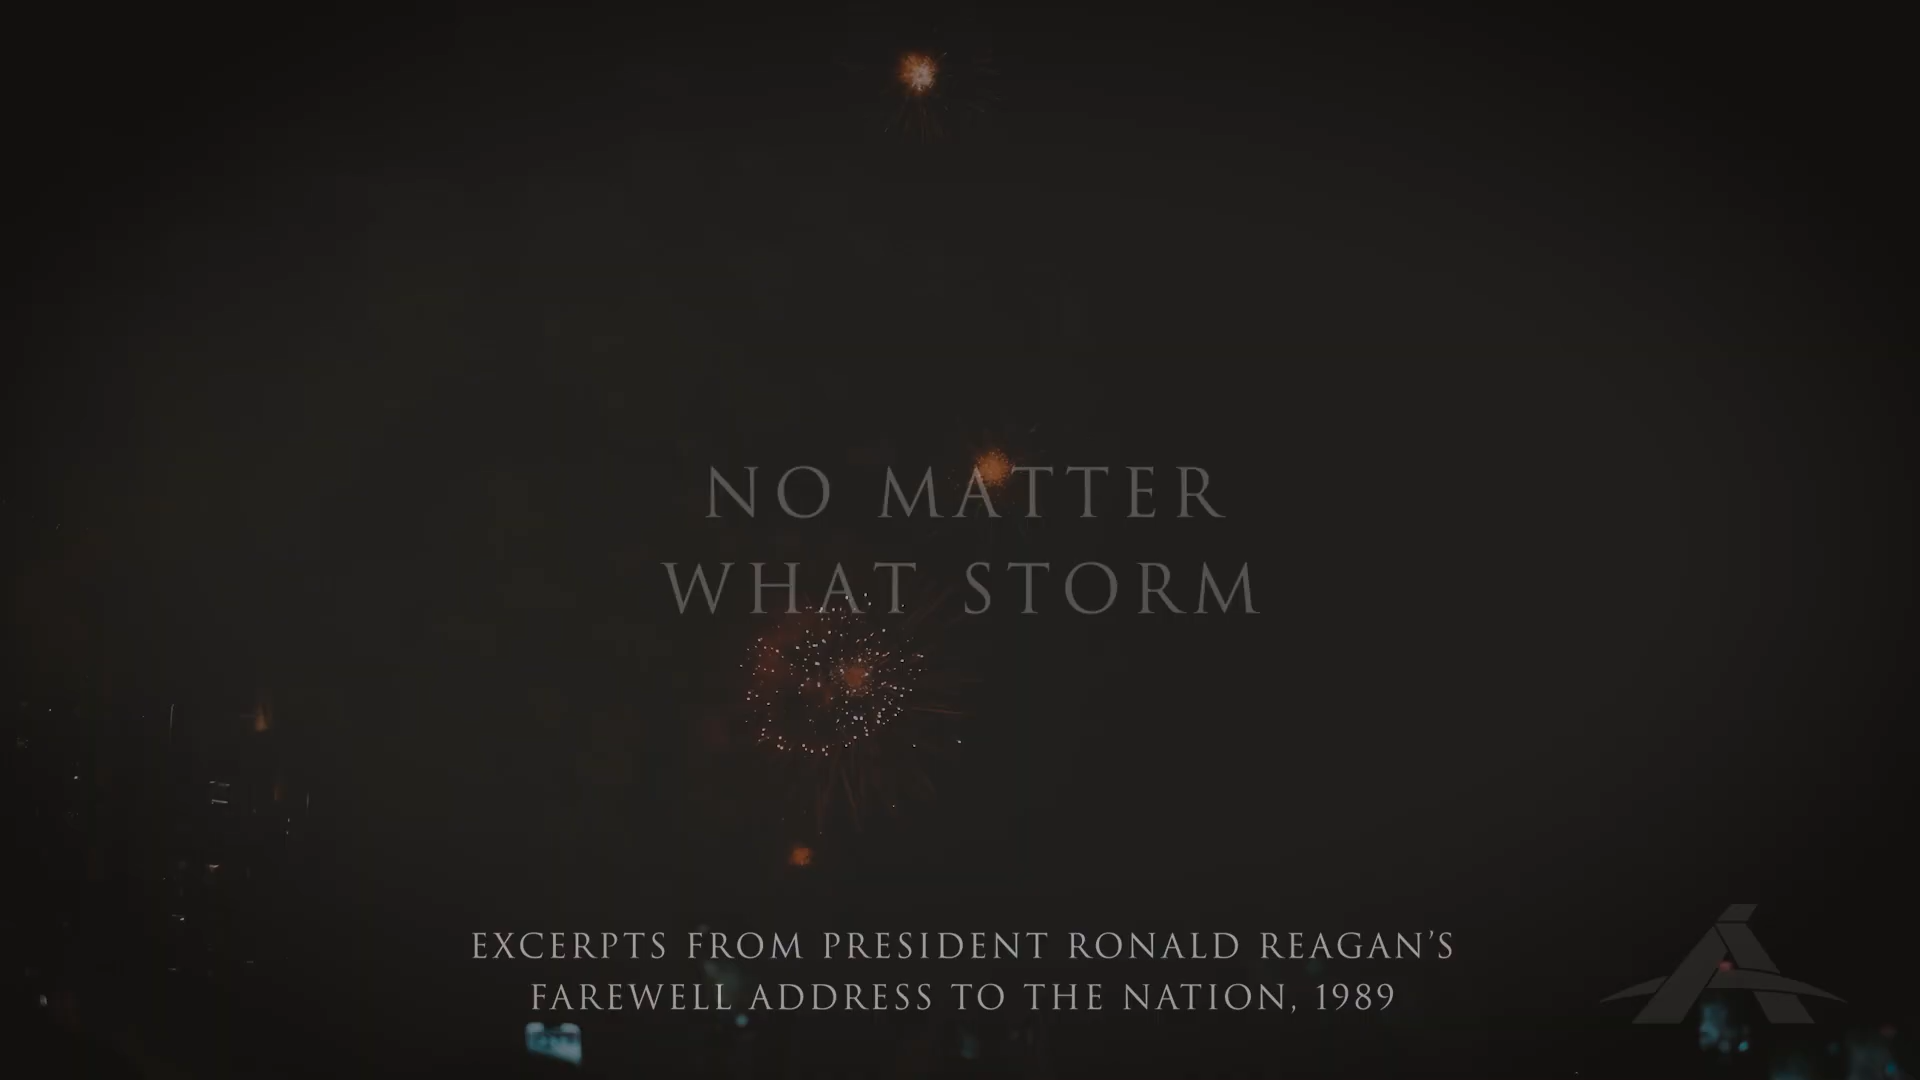 NO MATTER
WHAT STORM
EXCERPTS FROM PRESIDENT RONALD REAGAN'S
FAREWELL ADDRESS TO THE NATION, 1989